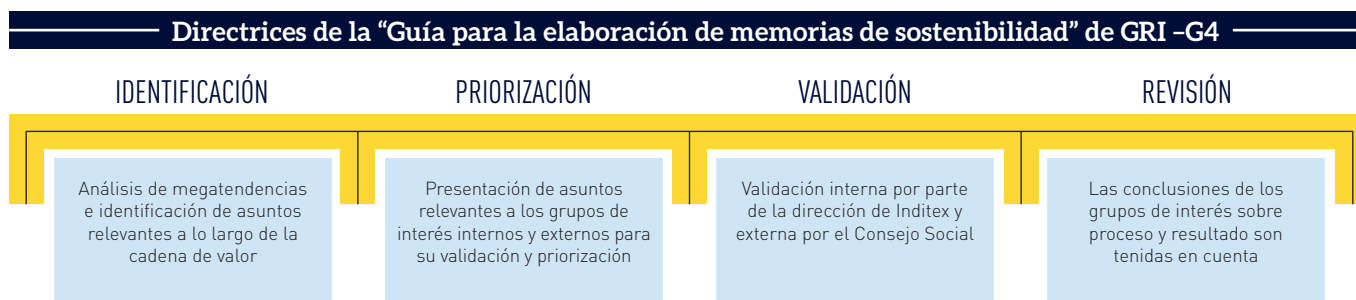 Directrices de la “Guía para la elaboración de memorias de sostenibilidad” de GRI –G4
IDENTIFICACIÓN
Análisis de megatendencias
e identificación de asuntos
relevantes a lo largo de la
cadena de valor
PRIORIZACIÓN
Presentación de asuntos
relevantes a los grupos de
interés internos y externos para
su validación y priorización
VALIDACIÓN
Validación interna por parte
de la dirección de Inditex y
externa por el Consejo Social
REVISIÓN
Las conclusiones de los
grupos de interés sobre
proceso y resultado son
tenidas en cuenta